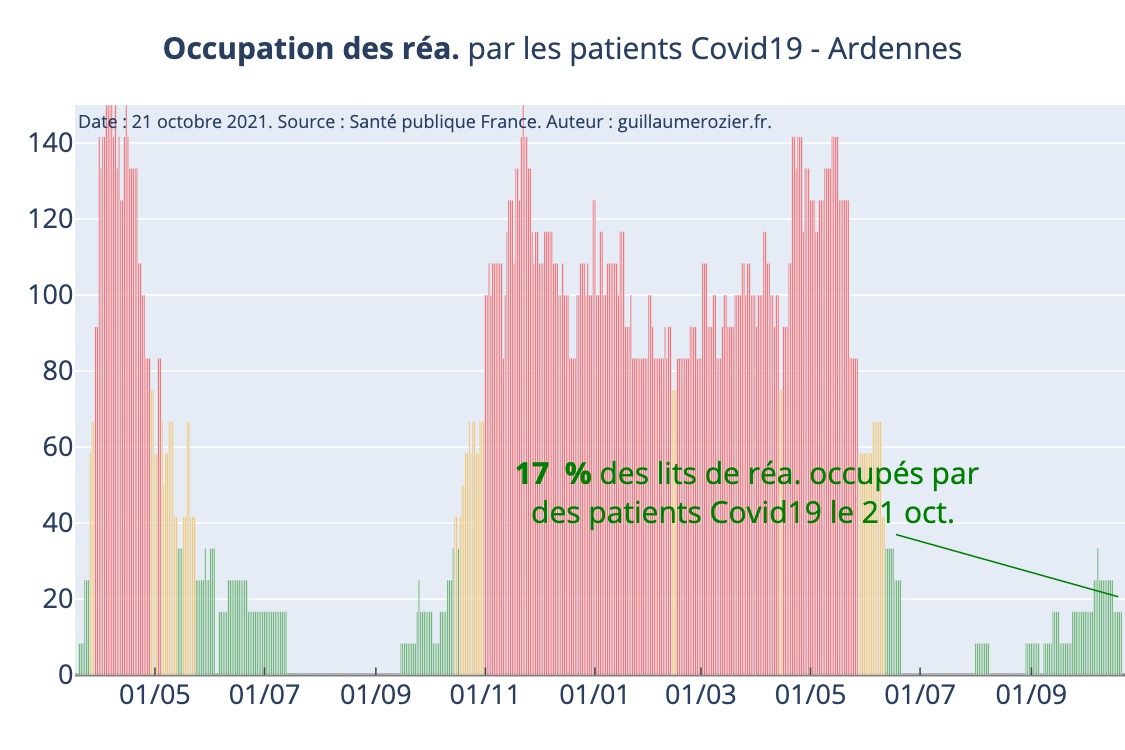 Occupation des réa. par les patients Covid19 - Ardennes
Date : 21 octobre 2021. Source : Santé publique France. Auteur : guillaumerozier.fr.
140
120
100
80
60
40
20
0
17 % des lits de réa. occupés par
des patients Covid19 le 21 oct.
01/05 01/07 01/09 01/11 01/01 01/03 01/05 01/07 01/09